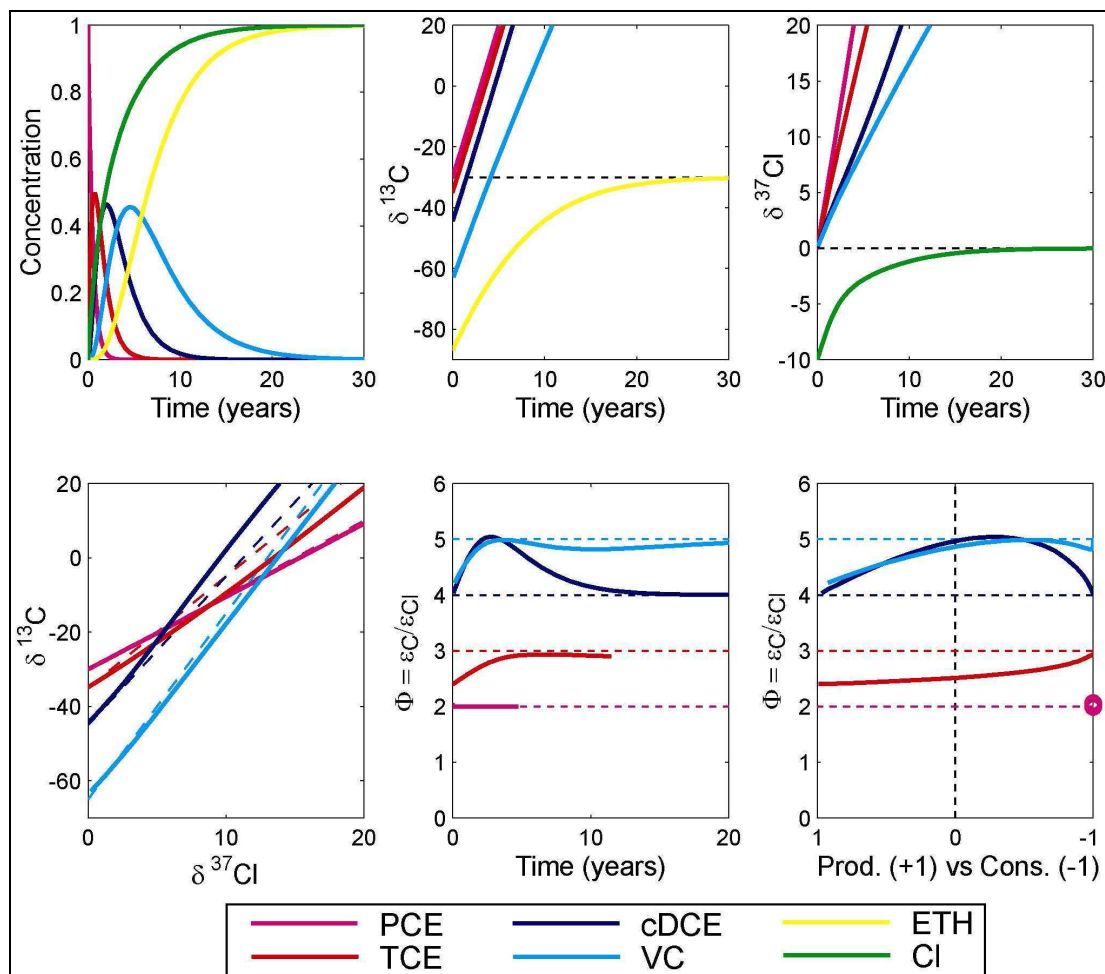 1
0.8
0.6
0.4
0.2
0
Concentration
0 10 20 30
Time (years)
20
0
-20
-40
-60
-80
δ 13C
0 10 20 30
Time (years)
20
15
10
5
0
-5
-10
δ 37Cl
0 10 20 30
Time (years)
20
0
-20
-40
-60
δ 13C
0 10 20
δ 37Cl
6
5
4
3
2
1
0
Φ = εC/εCl
0 5 10 15 20
Time (years)
6
5
4
3
2
1
0
Φ = εC/εCl
1 0 -1
Prod. (+1) vs Cons. (-1)
PCE cDCE ETH
TCE VC Cl